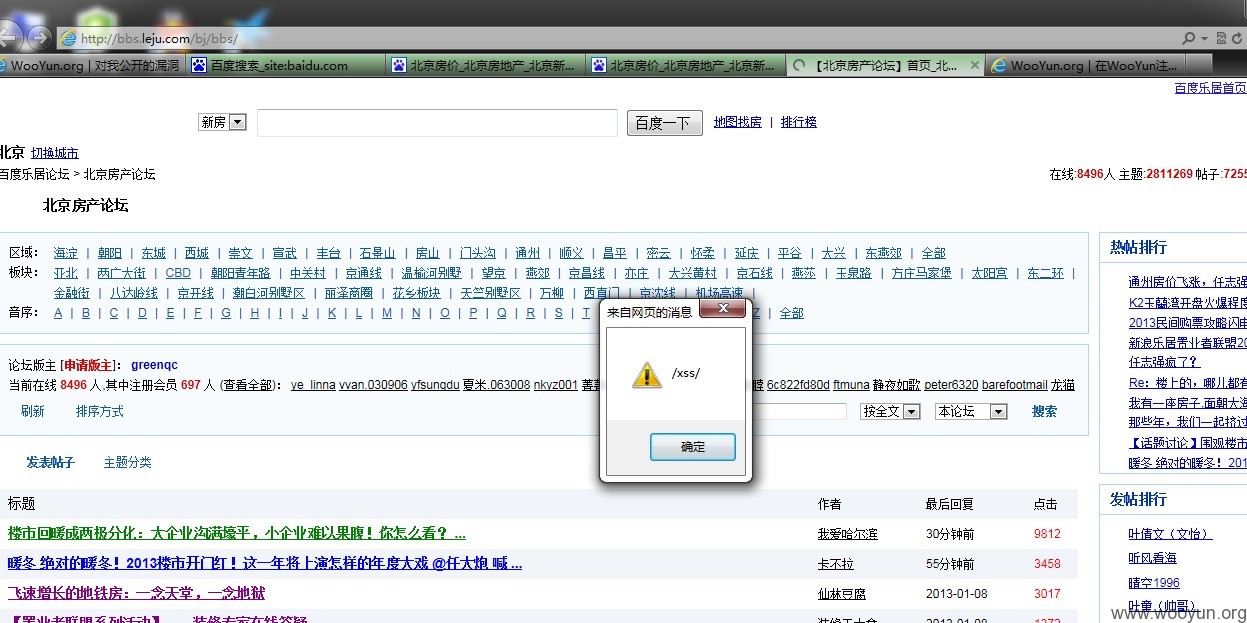 http://bbs.leju.com/bj/bbs/
WooYun.org | 对我公开的漏洞 百度搜索_site:baidu.com 北京房价_北京房地产_北京新... 北京房价_北京房地产_北京新... 【北京房产论坛】首页_北... WooYun.org | 在WooYun注...
百度乐居首页
新房 百度一下 地图找房 | 排行榜
北京 切换城市
百度乐居论坛 > 北京房产论坛 在线:8496人 主题:2811269 帖子:7255
北京房产论坛
区域: 海淀 | 朝阳 | 东城 | 西城 | 崇文 | 宣武 | 丰台 | 石景山 | 房山 | 门头沟 | 通州 | 顺义 | 昌平 | 密云 | 怀柔 | 延庆 | 平谷 | 大兴 | 东燕郊 | 全部
板块: 亚北 | 两广大街 | CBD | 朝阳青年路 | 中关村 | 京通线 | 温榆河别墅 | 望京 | 燕郊 | 京昌线 | 亦庄 | 大兴黄村 | 京石线 | 燕莎 | 玉泉路 | 方庄马家堡 | 太阳宫 | 东二环 |
金融街 | 八达岭线 | 京开线 | 朝白河别墅区 | 丽泽商圈 | 花乡板块 | 天竺别墅区 | 万柳 | 西直门 | 京沈线 | 机场高速 |
首席: A | B | C | D | E | F | G | H | I | J | K | L | M | N | O | P | Q | R | S | T Z | 全部
来自网页的消息
/xss/
确定
论坛版主 [申请版主]: greenqc
当前在线 8496 人,其中注册会员 697 人 (查看全部): ye_linna vvan.030906 yfsungdu 夏米.063008 nkyz001 6c822fd80d ftmuna 静夜如歌 peter6320 barefootmail 龙猫
刷新 排序方式 按全文 本论坛 搜索
发表帖子 主题分类
标题 作者 最后回复 点击
楼市回暖成两极分化:大企业沟满壕平,小企业难以果腹!你怎么看? ... 我爱哈尔滨 30分钟前 9812
暖冬 绝对的暖冬!2013楼市开门红!这一年将上演怎样的年度大戏 @任大炮 喊 ... 卡不拉 55分钟前 3458
飞速增长的地铁房:一念天堂,一念地狱 仙林豆腐 2013-01-08 3017
热帖排行
通州房价飞涨,任志强
K2玉蘭湾开盘火爆程度
2013民间购票攻略闪电
新浪乐居置业者联盟20
任志强疯了?
Re:楼上的,哪儿都有
我有一座房子.面朝大海
那些年,我们一起挤过
【话题讨论】围观楼市
暖冬 绝对的暖冬!201
发帖排行
叶倩文(文怡)
听风看海
晴空1996
叶童(帅哥)
www.wooyun.org